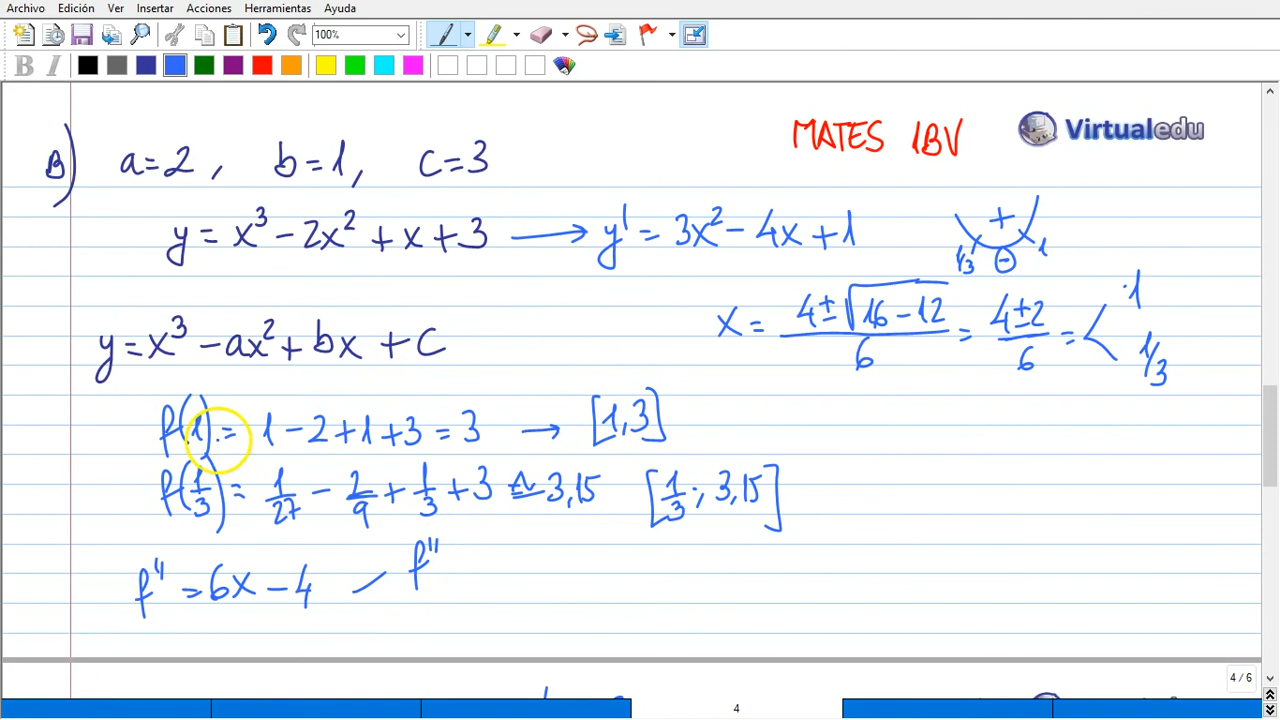 Archivo Edición Ver Insertar Acciones Herramientas Ayuda
100%
B I
MATES 1BV
Virtualedu
B) a=2, b=1, c=3
y = x³ - 2x² + x + 3 ⟶ y' = 3x² - 4x + 1
+
1/3 ⊖ 1
x = (4 ± √(16 - 12))/6 = (4 ± 2)/6 = < 1
1/3
y = x³ - ax² + bx + c
f(1) = 1 - 2 + 1 + 3 = 3 → [1,3]
f(1/3) = 1/27 - 2/9 + 1/3 + 3 ≃ 3,15 [1/3 ; 3,15]
f'' = 6x - 4 — f''
4 / 6
4